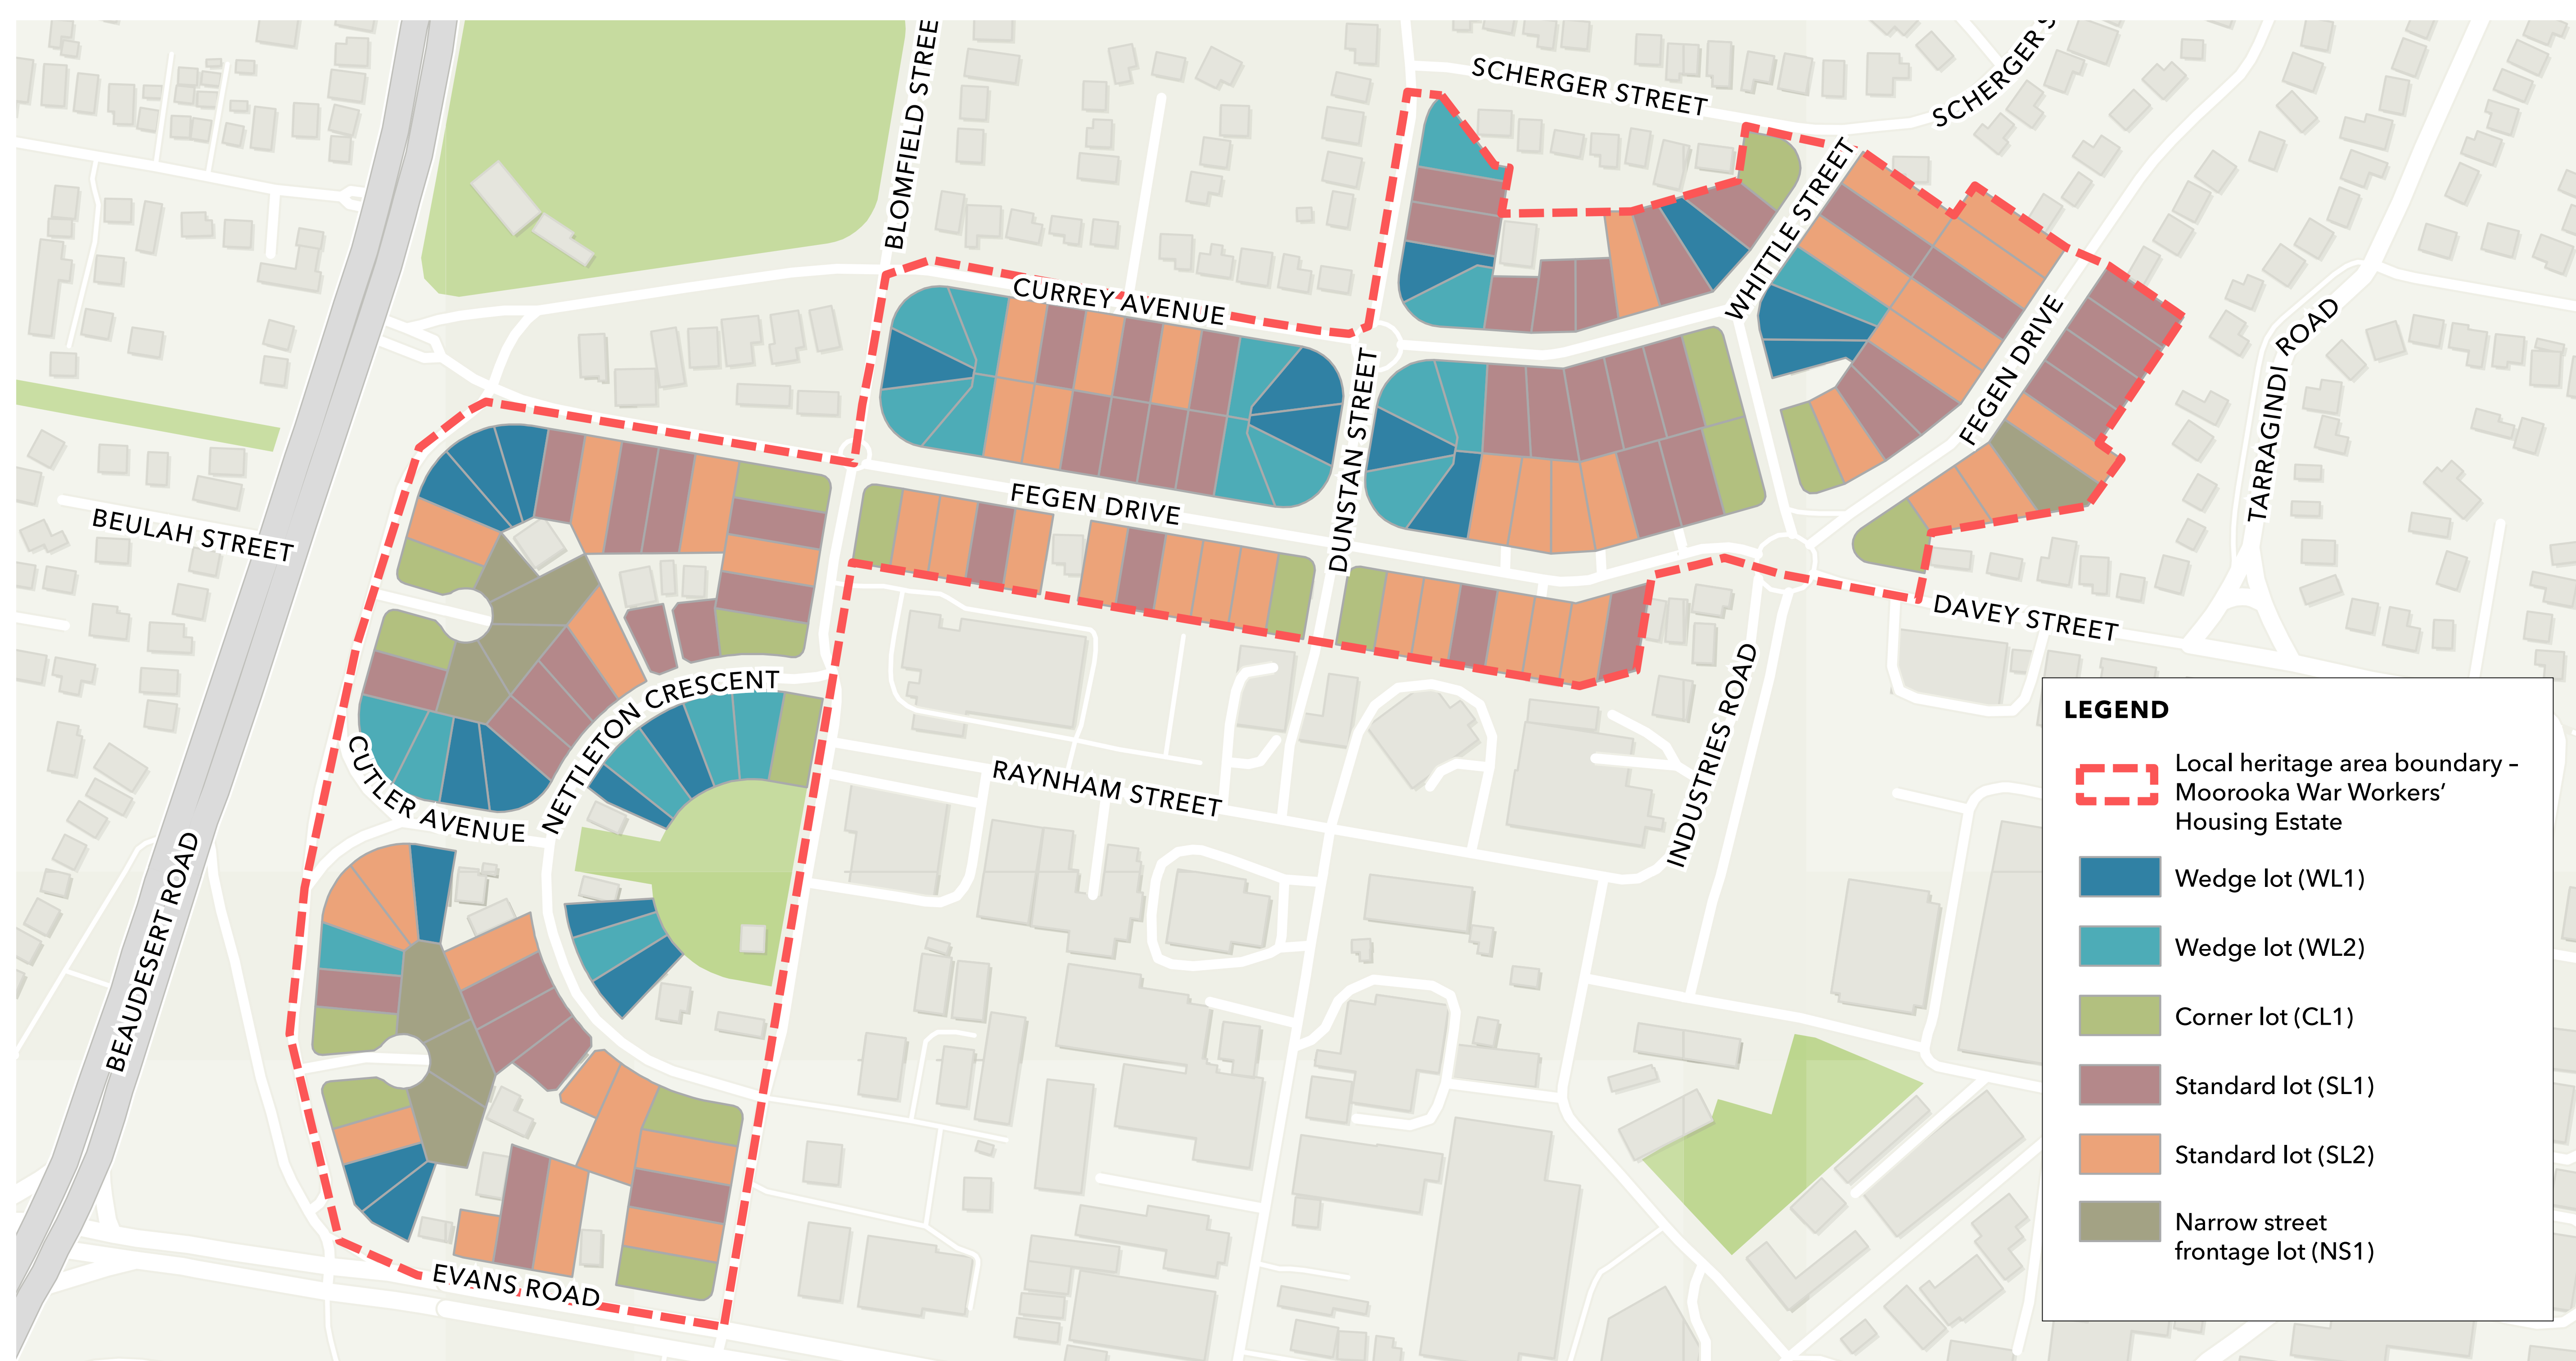 BLOMFIELD STREE
SCHERGER STREET
SCHERGER S
WHITTLE STREET
CURREY AVENUE
FEGEN DRIVE
TARRAGINDI ROAD
DUNSTAN STREET
FEGEN DRIVE
BEULAH STREET
DAVEY STREET
NETTLETON CRESCENT
INDUSTRIES ROAD
CUTLER AVENUE
RAYNHAM STREET
BEAUDESERT ROAD
EVANS ROAD
LEGEND
Local heritage area boundary –
Moorooka War Workers’
Housing Estate
Wedge lot (WL1)
Wedge lot (WL2)
Corner lot (CL1)
Standard lot (SL1)
Standard lot (SL2)
Narrow street
frontage lot (NS1)